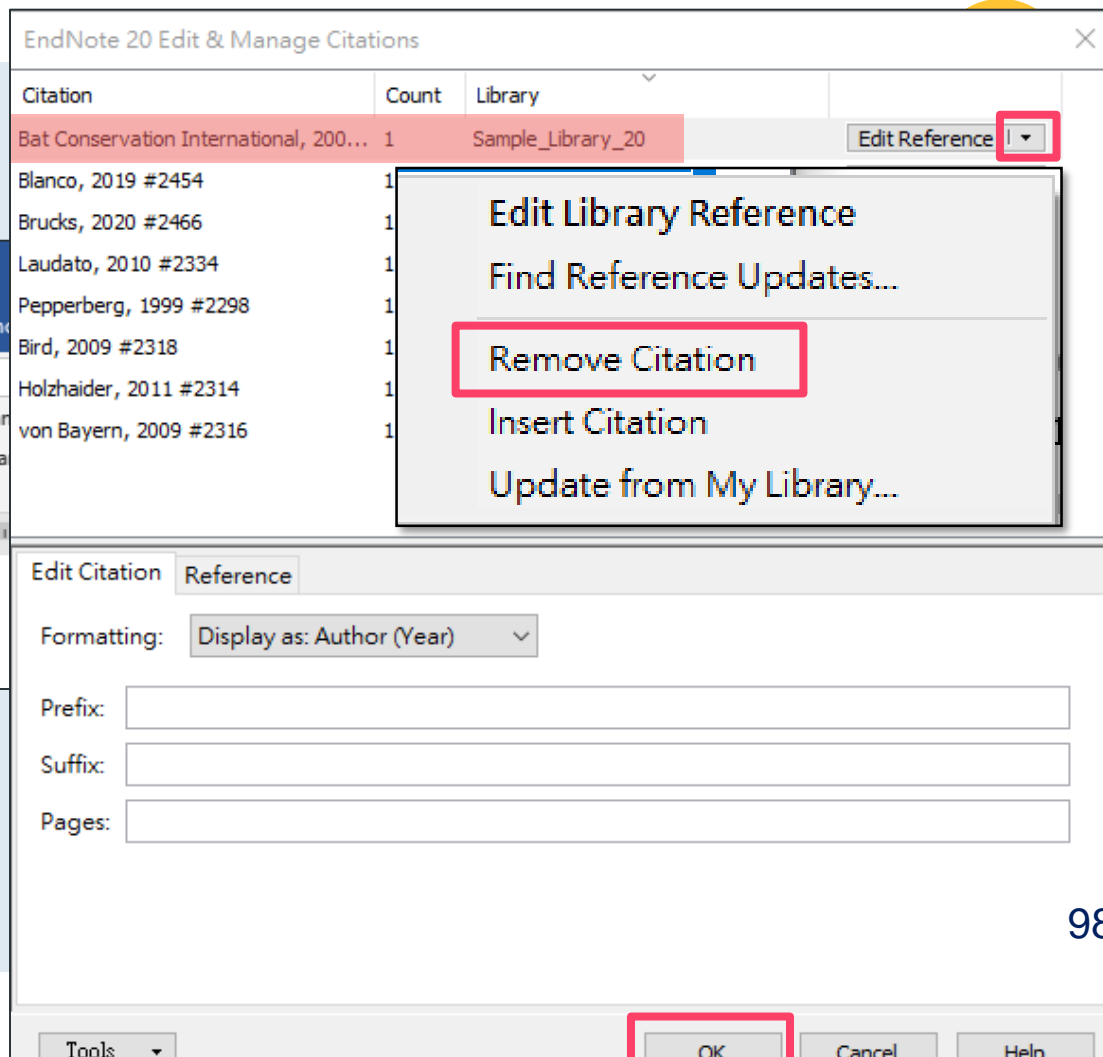 EndNote 20 Edit & Manage Citations
Citation Count Library
Bat Conservation International, 200... 1 Sample_Library_20 Edit Reference
Blanco, 2019 #2454 1
Brucks, 2020 #2466 1
Laudato, 2010 #2334 1
Pepperberg, 1999 #2298 1
Bird, 2009 #2318 1
Holzhaider, 2011 #2314 1
von Bayern, 2009 #2316 1
Edit Library Reference
Find Reference Updates...
Remove Citation
Insert Citation
Update from My Library...
Edit Citation Reference
Formatting: Display as: Author (Year)
Prefix:
Suffix:
Pages:
98
Tools OK Cancel Help